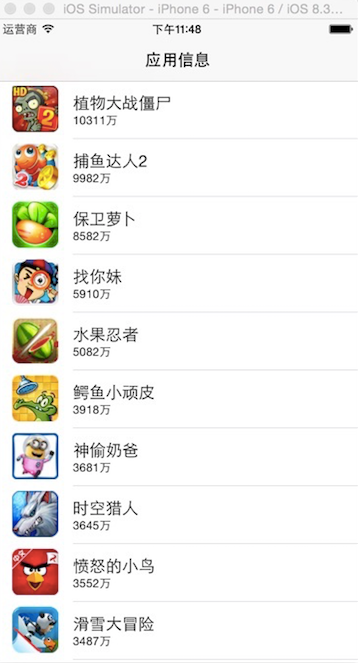 iOS Simulator - iPhone 6 - iPhone 6 / iOS 8.3...
运营商 下午11:48
应用信息
HD
2
植物大战僵尸
10311万
2
捕鱼达人2
9982万
保卫萝卜
8582万
找你妹
5910万
水果忍者
5082万
鳄鱼小顽皮
3918万
神偷奶爸
3681万
时空猎人
3645万
中文
愤怒的小鸟
3552万
滑雪大冒险
3487万